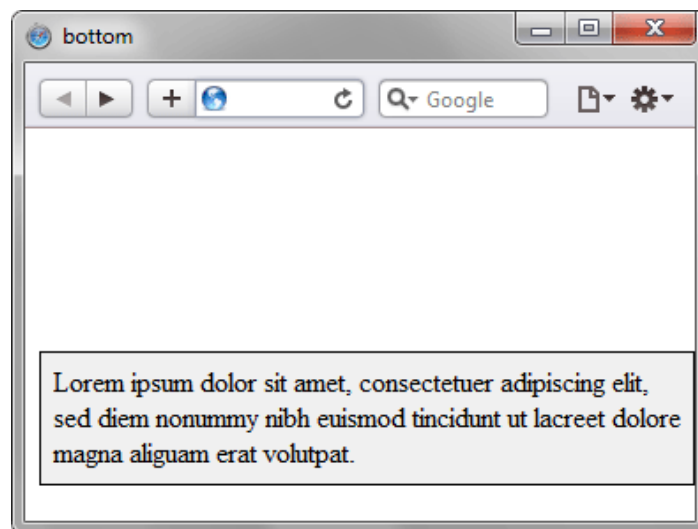 bottom
Google
Lorem ipsum dolor sit amet, consectetuer adipiscing elit,
sed diem nonummy nibh euismod tincidunt ut lacreet dolore
magna aliguam erat volutpat.